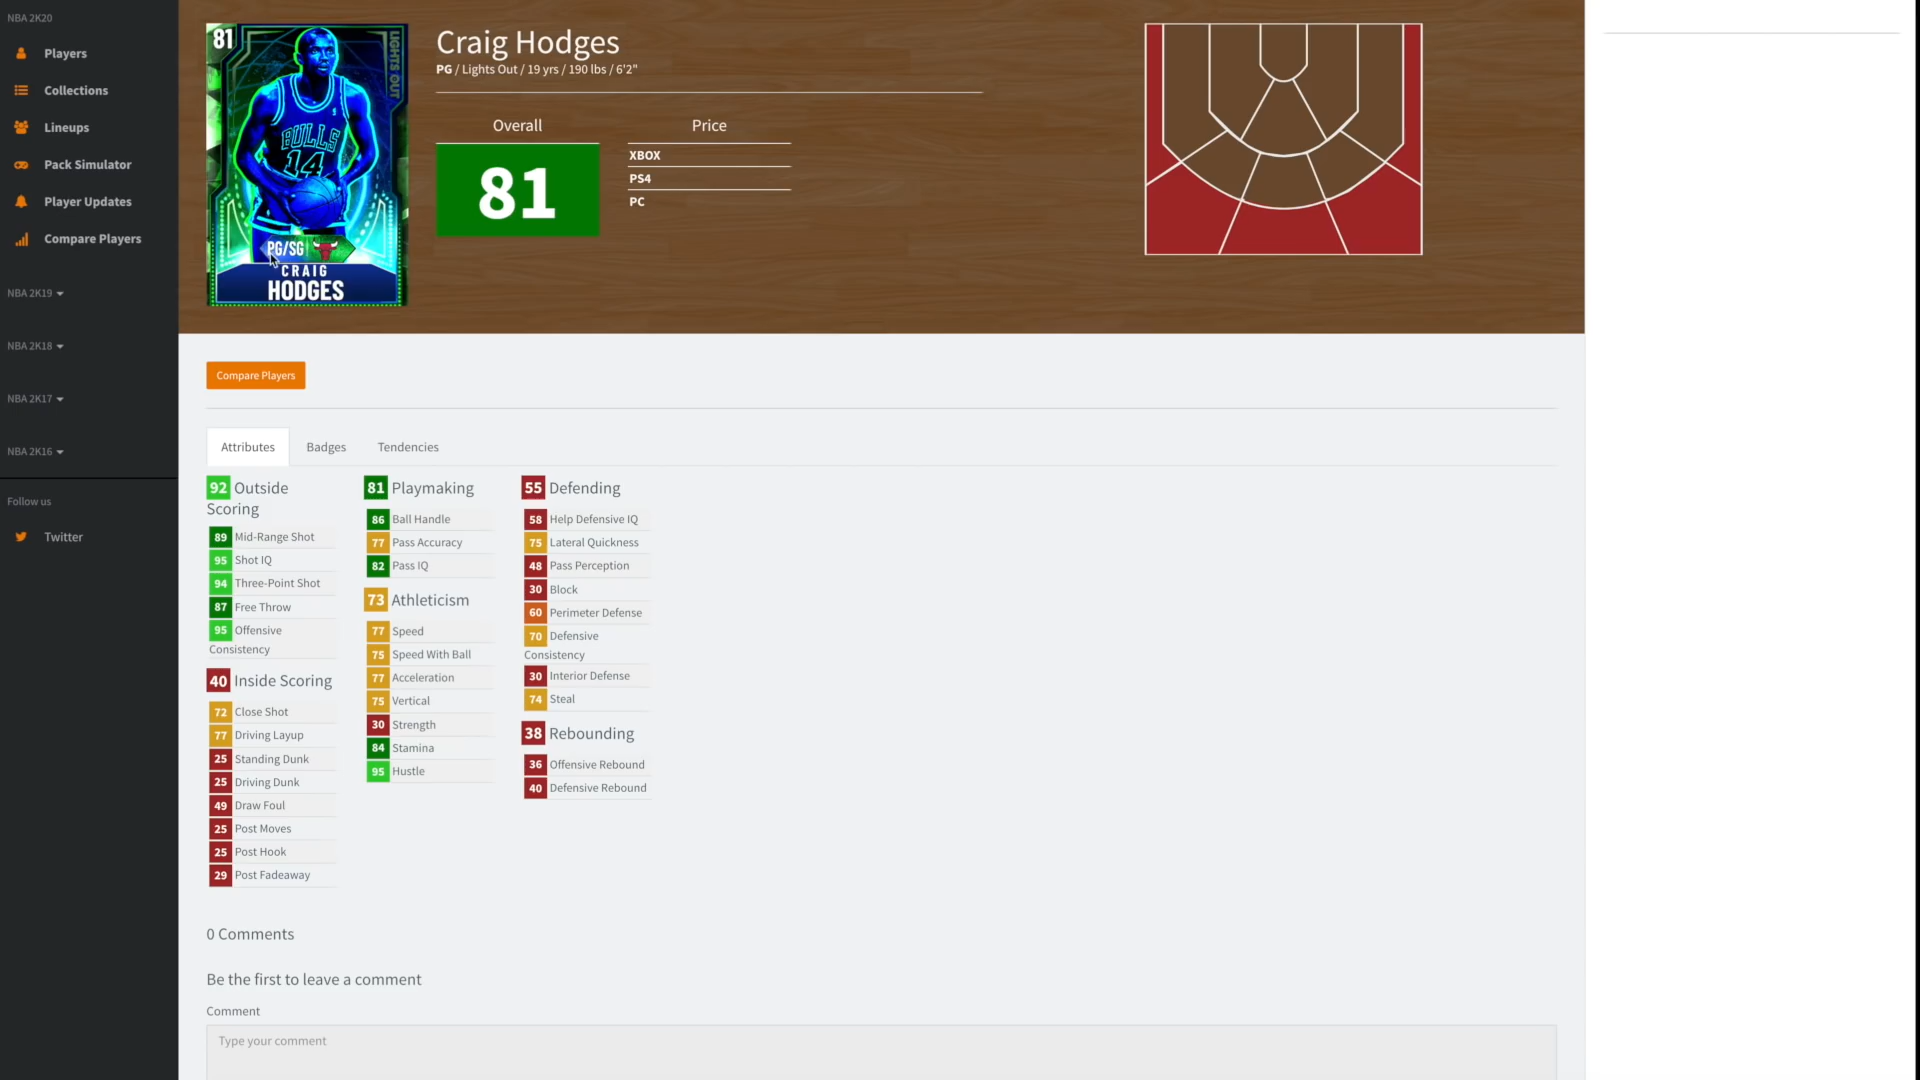 NBA 2K20
Players
Collections
Lineups
Pack Simulator
Player Updates
Compare Players
NBA 2K19
NBA 2K18
NBA 2K17
NBA 2K16
Follow us
Twitter
81
LIGHTS OUT
BULLS
14
PG/SG
CRAIG
HODGES
Craig Hodges
PG / Lights Out / 19 yrs / 190 lbs / 6'2"
Overall
81
Price
XBOX
PS4
PC
Compare Players
Attributes
Badges
Tendencies
92 Outside
Scoring
89 Mid-Range Shot
95 Shot IQ
94 Three-Point Shot
87 Free Throw
95 Offensive
Consistency
40 Inside Scoring
72 Close Shot
77 Driving Layup
25 Standing Dunk
25 Driving Dunk
49 Draw Foul
25 Post Moves
25 Post Hook
29 Post Fadeaway
81 Playmaking
86 Ball Handle
77 Pass Accuracy
82 Pass IQ
73 Athleticism
77 Speed
75 Speed With Ball
77 Acceleration
75 Vertical
30 Strength
84 Stamina
95 Hustle
55 Defending
58 Help Defensive IQ
75 Lateral Quickness
48 Pass Perception
30 Block
60 Perimeter Defense
70 Defensive
Consistency
30 Interior Defense
74 Steal
38 Rebounding
36 Offensive Rebound
40 Defensive Rebound
0 Comments
Be the first to leave a comment
Comment
Type your comment